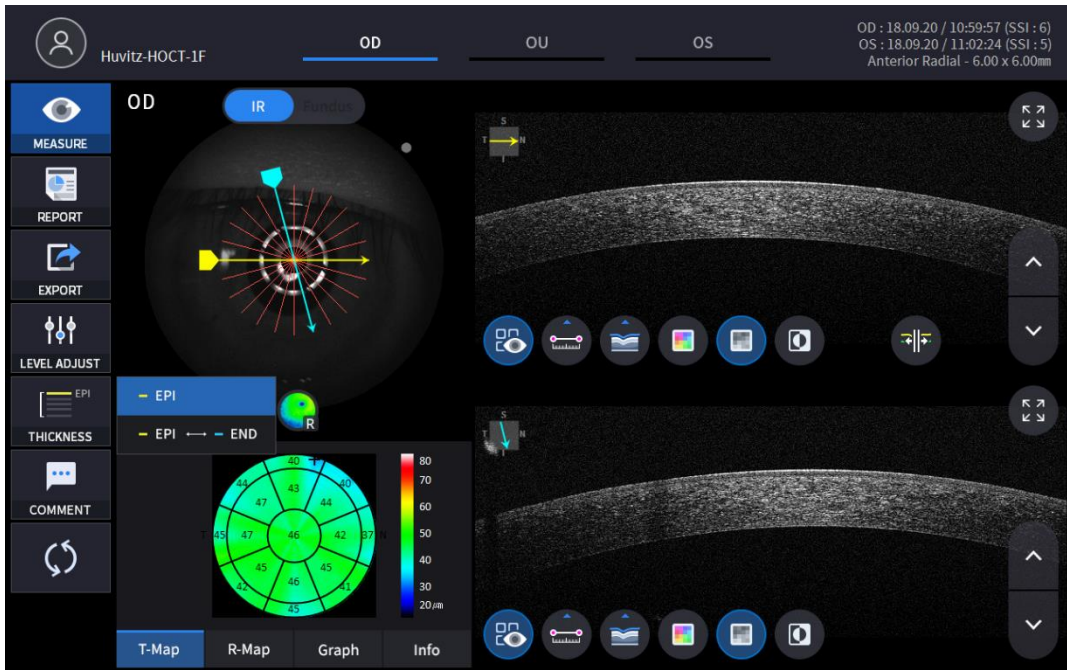 Huvitz-HOCT-1F
OD
OU
OS
OD : 18.09.20 / 10:59:57 (SSI : 6)
OS : 18.09.20 / 11:02:24 (SSI : 5)
Anterior Radial - 6.00 x 6.00mm
MEASURE
REPORT
EXPORT
LEVEL ADJUST
EPI
THICKNESS
COMMENT
OD
IR
Fundus
EPI
EPI ↔ END
R
40
44
40
43
47
44
T 45 47 46 42 37 N
45
45
42
46
41
45
80
70
60
50
40
30
20 μm
T-Map
R-Map
Graph
Info
S
T
N
I
S
T
N
I